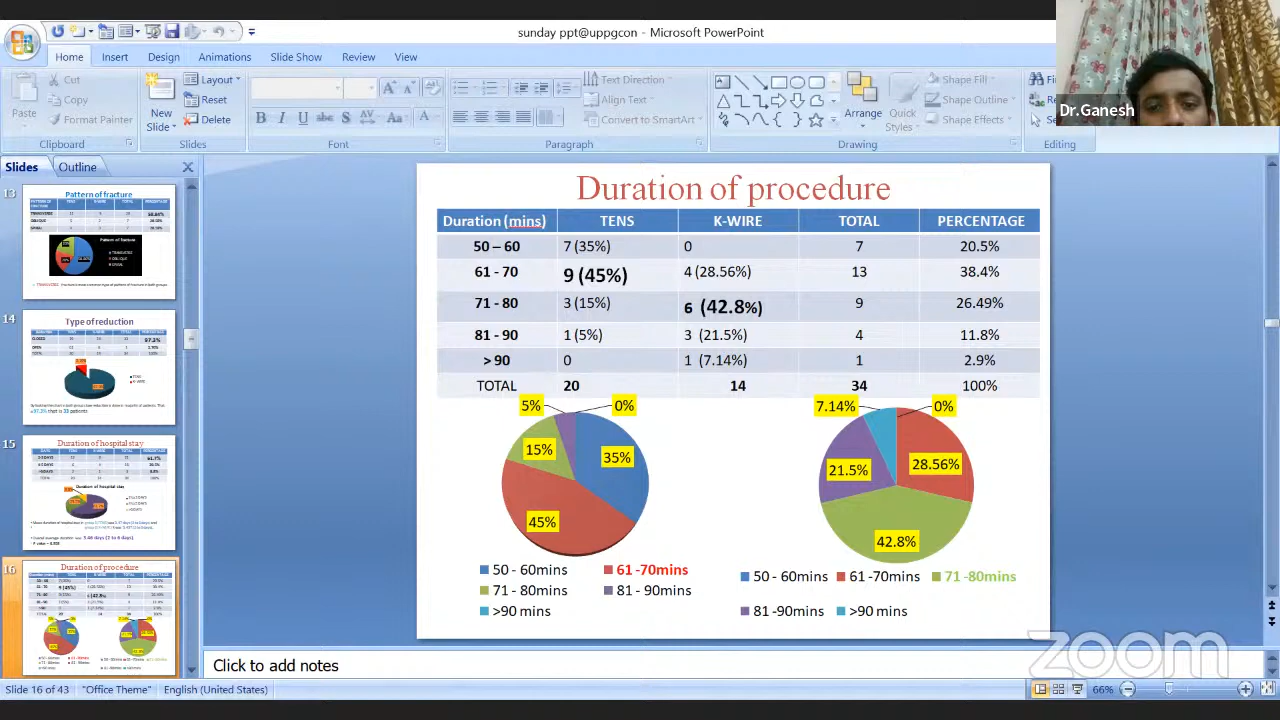 sunday ppt@uppgcon - Microsoft PowerPoint
Home Insert Design Animations Slide Show Review View
Paste
Cut
Copy
Format Painter
Clipboard
New Slide
Layout
Reset
Delete
Slides
Font
Text Direction
Align Text
Convert to SmartArt
Paragraph
Arrange
Quick Styles
Shape Fill
Shape Outline
Shape Effects
Drawing
Editing
Dr.Ganesh
Slides Outline
13
Pattern of fracture
14
Type of reduction
15
Duration of hospital stay
16
Duration of procedure
Duration of procedure
Duration (mins) TENS K-WIRE TOTAL PERCENTAGE
50 – 60 7 (35%) 0 7 20.5%
61 - 70 9 (45%) 4 (28.56%) 13 38.4%
71 - 80 3 (15%) 6 (42.8%) 9 26.49%
81 - 90 1 (5%) 3 (21.5%) 4 11.8%
> 90 0 1 (7.14%) 1 2.9%
TOTAL 20 14 34 100%
5% 0%
15% 35%
45%
7.14% 0%
21.5% 28.56%
42.8%
50 - 60mins 61 -70mins
71 - 80mins 81 - 90mins
>90 mins
61 -70mins
81 -90mins >90 mins
Click to add notes
zoom
Slide 16 of 43 "Office Theme" English (United States) 66%